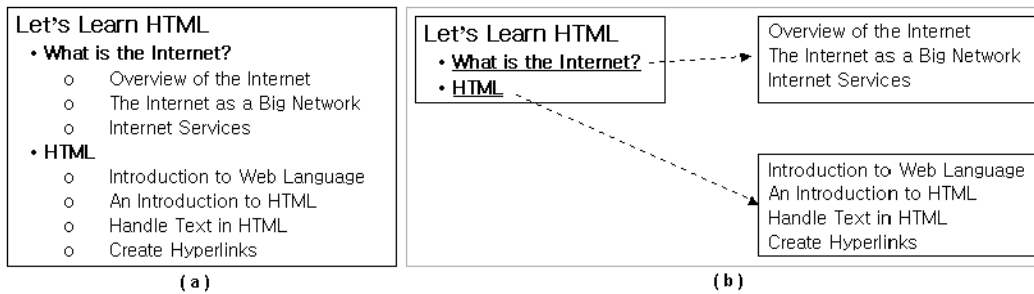 Let's Learn HTML
• What is the Internet?
o Overview of the Internet
o The Internet as a Big Network
o Internet Services
• HTML
o Introduction to Web Language
o An Introduction to HTML
o Handle Text in HTML
o Create Hyperlinks
( a )
Let's Learn HTML
• What is the Internet?
• HTML
Overview of the Internet
The Internet as a Big Network
Internet Services
Introduction to Web Language
An Introduction to HTML
Handle Text in HTML
Create Hyperlinks
( b )